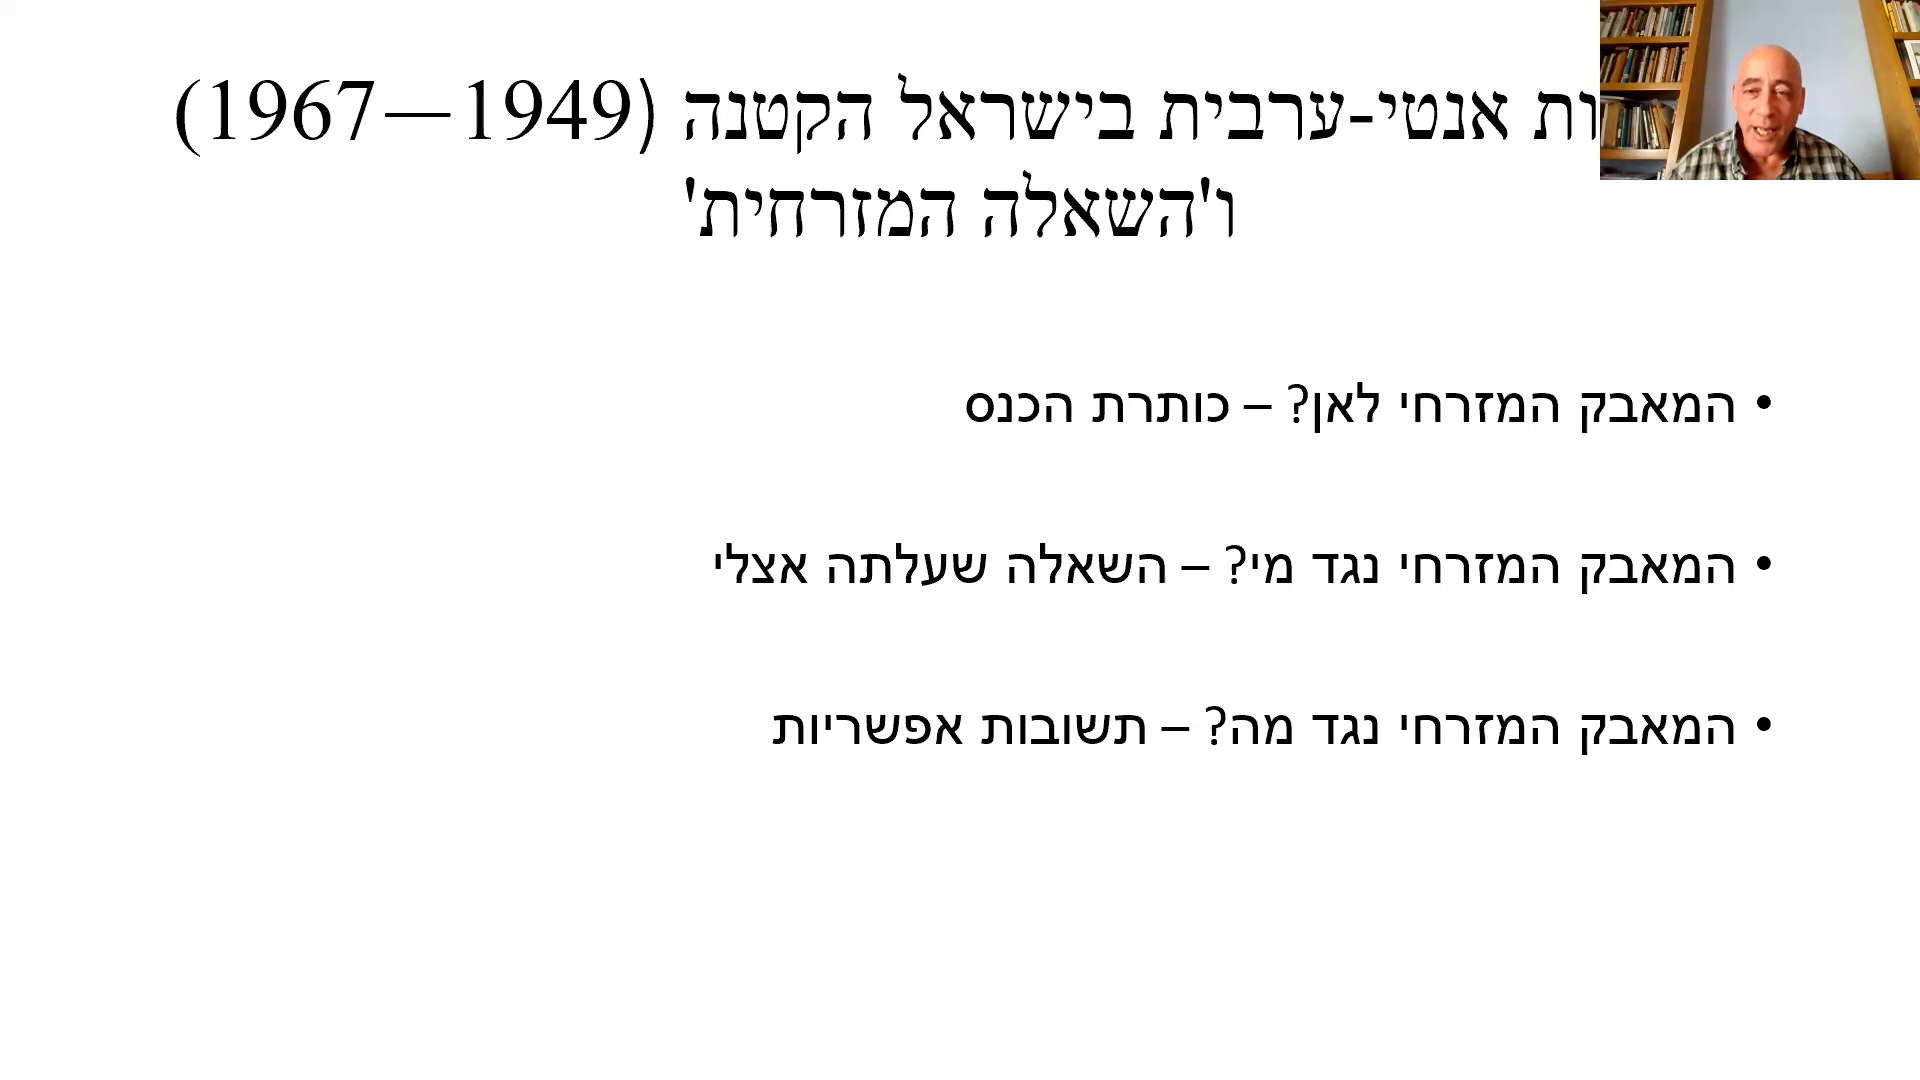 אנטי-ערבית בישראל הקטנה (1949—1967)
ו'השאלה המזרחית'
• המאבק המזרחי לאן? – כותרת הכנס
• המאבק המזרחי נגד מי? – השאלה שעלתה אצלי
• המאבק המזרחי נגד מה? – תשובות אפשריות